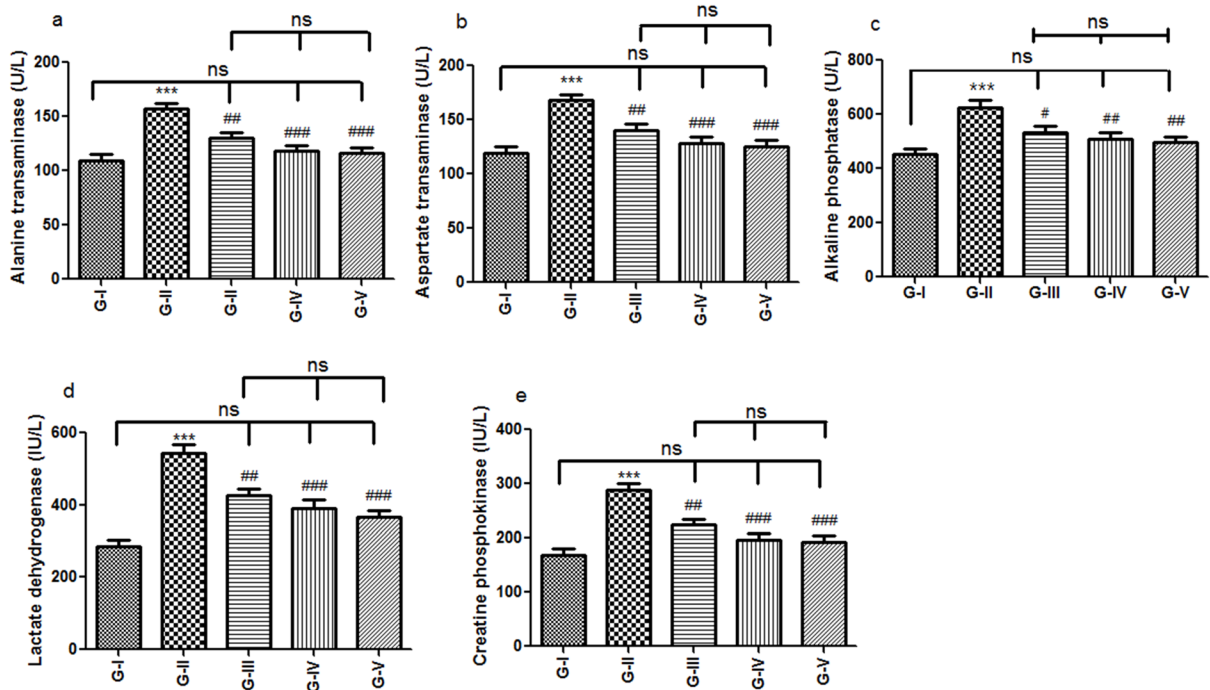 a
ns
ns
Alanine transaminase (U/L)
200
150
100
50
0
***
##
###
###
G-I
G-II
G-II
G-IV
G-V
b
ns
ns
Aspartate transaminase (U/L)
200
150
100
50
0
***
##
###
###
G-I
G-II
G-III
G-IV
G-V
c
ns
ns
Alkaline phosphatase (U/L)
800
600
400
200
0
***
#
##
##
G-I
G-II
G-III
G-IV
G-V
d
ns
ns
Lactate dehydrogenase (IU/L)
600
400
200
0
***
##
###
###
G-I
G-II
G-III
G-IV
G-V
e
ns
ns
Creatine phosphokinase (IU/L)
400
300
200
100
0
***
##
###
###
G-I
G-II
G-III
G-IV
G-V